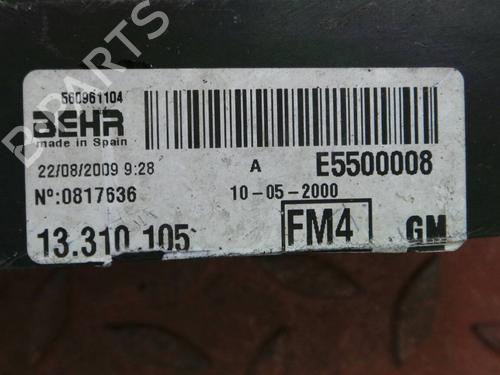 B PARTS
560961104
BEHR
made in Spain
22/08/2009 9:28 A E5500008
Nº:0817636 10-05-2000
13.310.105 FM4 GM